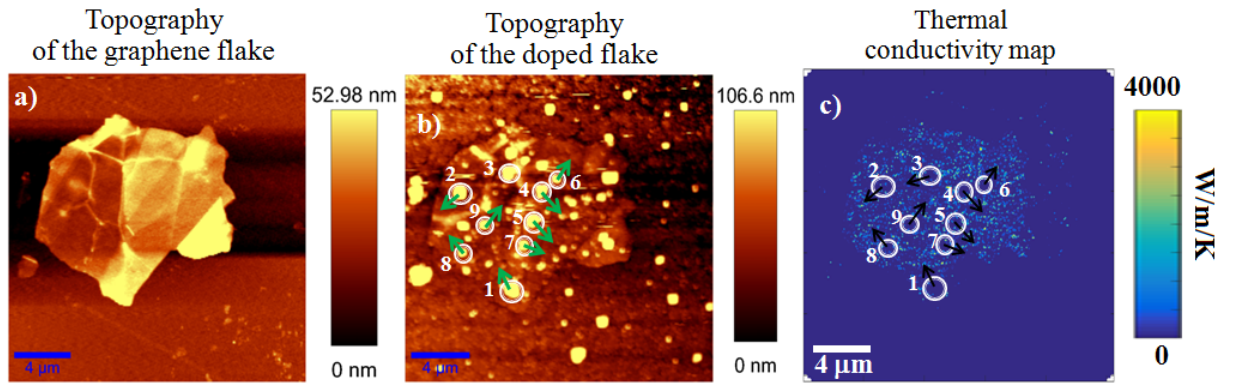 Topography
of the graphene flake
Topography
of the doped flake
Thermal
conductivity map
a)
52.98 nm
0 nm
4 μm
b)
106.6 nm
0 nm
4 μm
1
2
3
4
5
6
7
8
9
c)
4000
W/m/K
0
4 μm
1
2
3
4
5
6
7
8
9